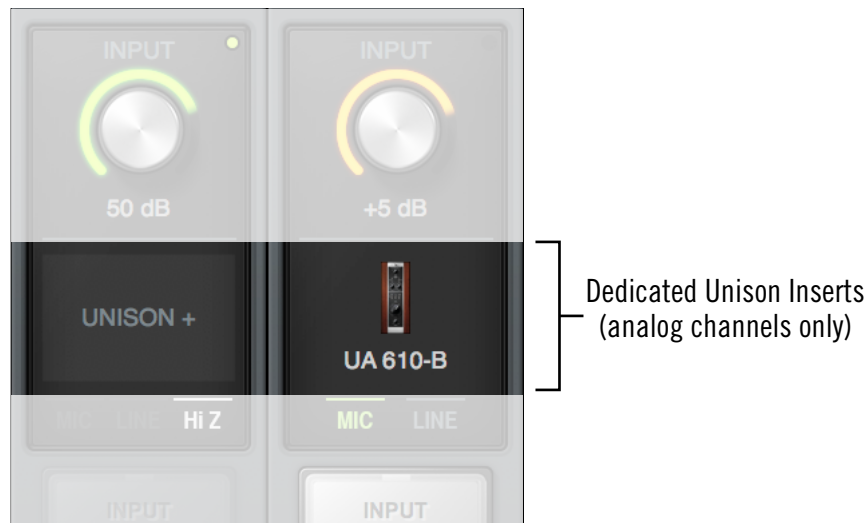 INPUT
INPUT
50 dB
+5 dB
UNISON +
UA 610-B
Dedicated Unison Inserts
(analog channels only)
MIC LINE Hi Z
MIC LINE
INPUT
INPUT